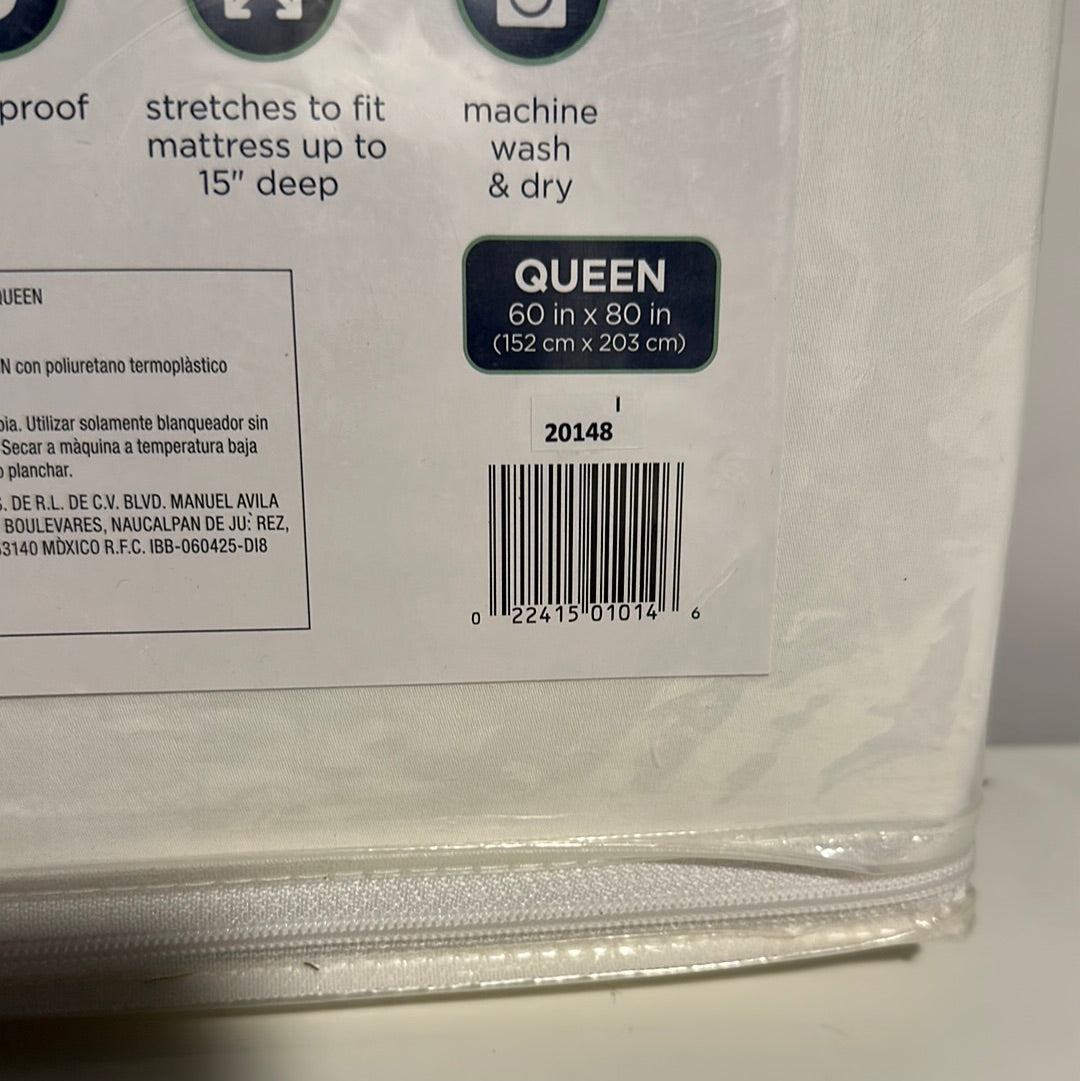 proof
stretches to fit
mattress up to
15" deep
machine
wash
& dry
QUEEN
60 in x 80 in
(152 cm x 203 cm)
UEEN
N con poliuretano termoplàstico
pia. Utilizar solamente blanqueador sin
Secar a màquina a temperatura baja
o planchar.
S. DE R.L. DE C.V. BLVD. MANUEL AVILA
BOULEVARES, NAUCALPAN DE JU: REZ,
53140 MÒXICO R.F.C. IBB-060425-DI8
I
20148
0 22415 01014 6